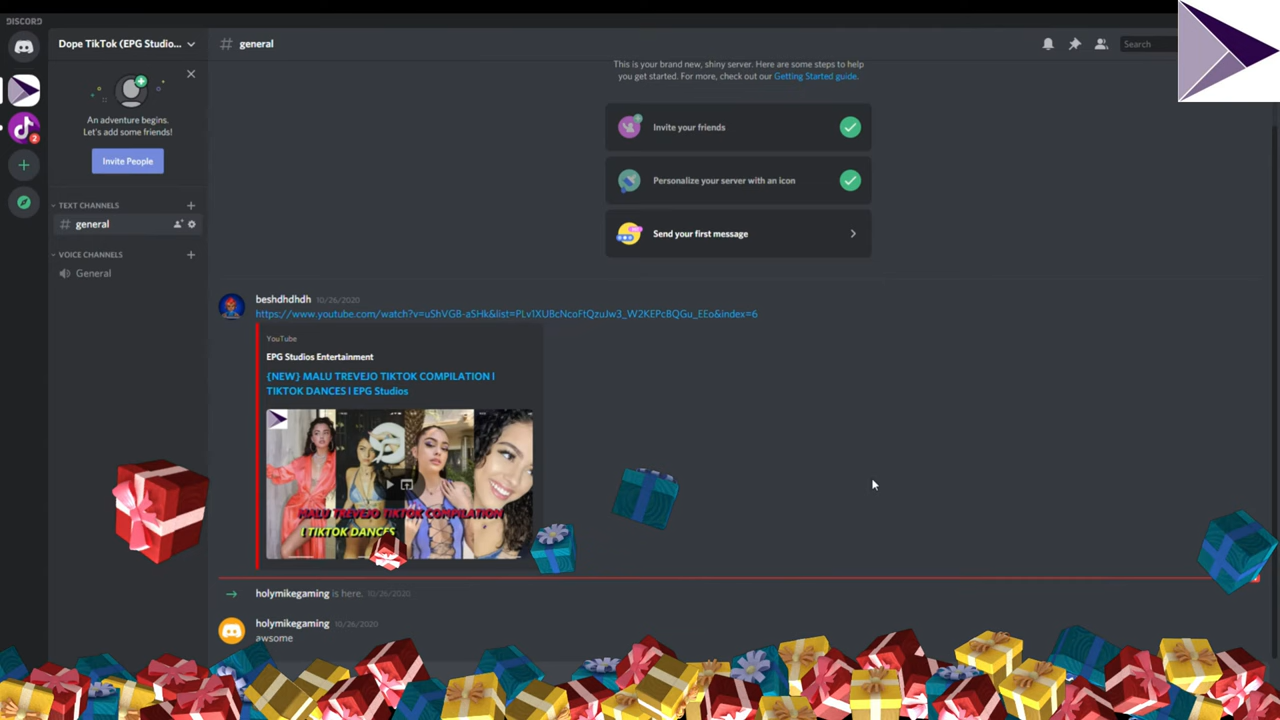 DISCORD
Dope TikTok (EPG Studio...
general
Search
An adventure begins.
Let's add some friends!
Invite People
TEXT CHANNELS
general
VOICE CHANNELS
General
2
This is your brand new, shiny server. Here are some steps to help
you get started. For more, check out our Getting Started guide.
Invite your friends
Personalize your server with an icon
Send your first message
beshdhdhdh 10/26/2020
https://www.youtube.com/watch?v=uShVGB-aSHk&list=PLv1XUBcNcoFtQzuJw3_W2KEPcBQGu_EEo&index=6
YouTube
EPG Studios Entertainment
{NEW} MALU TREVEJO TIKTOK COMPILATION I
TIKTOK DANCES I EPG Studios
MALU TREVEJO TIKTOK COMPILATION
I TIKTOK DANCES
holymikegaming is here. 10/26/2020
holymikegaming 10/26/2020
awsome